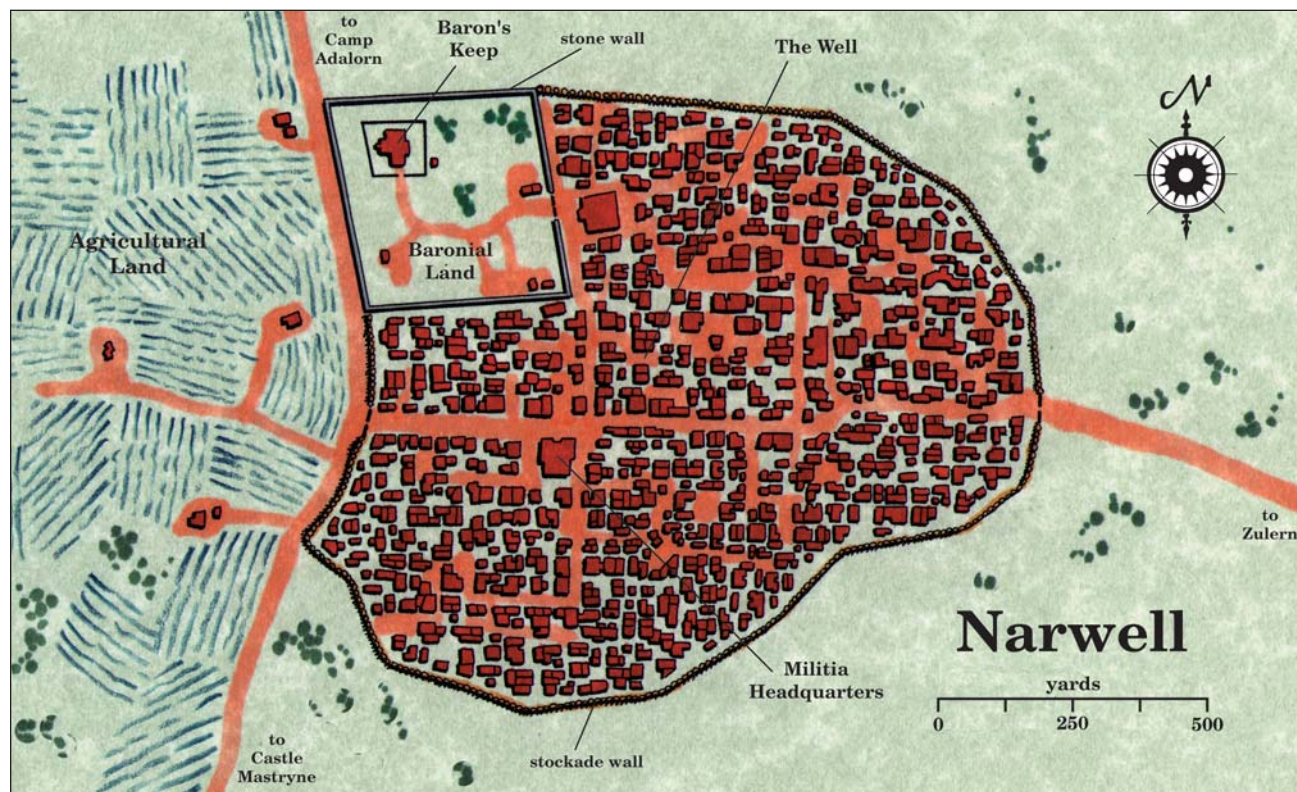 to
Camp
Adalorn
Baron's
Keep
stone wall
The Well
N
Agricultural
Land
Baronial
Land
to
Zulern
Narwell
Militia
Headquarters
yards
0
250
500
to
Castle
Mastryne
stockade wall